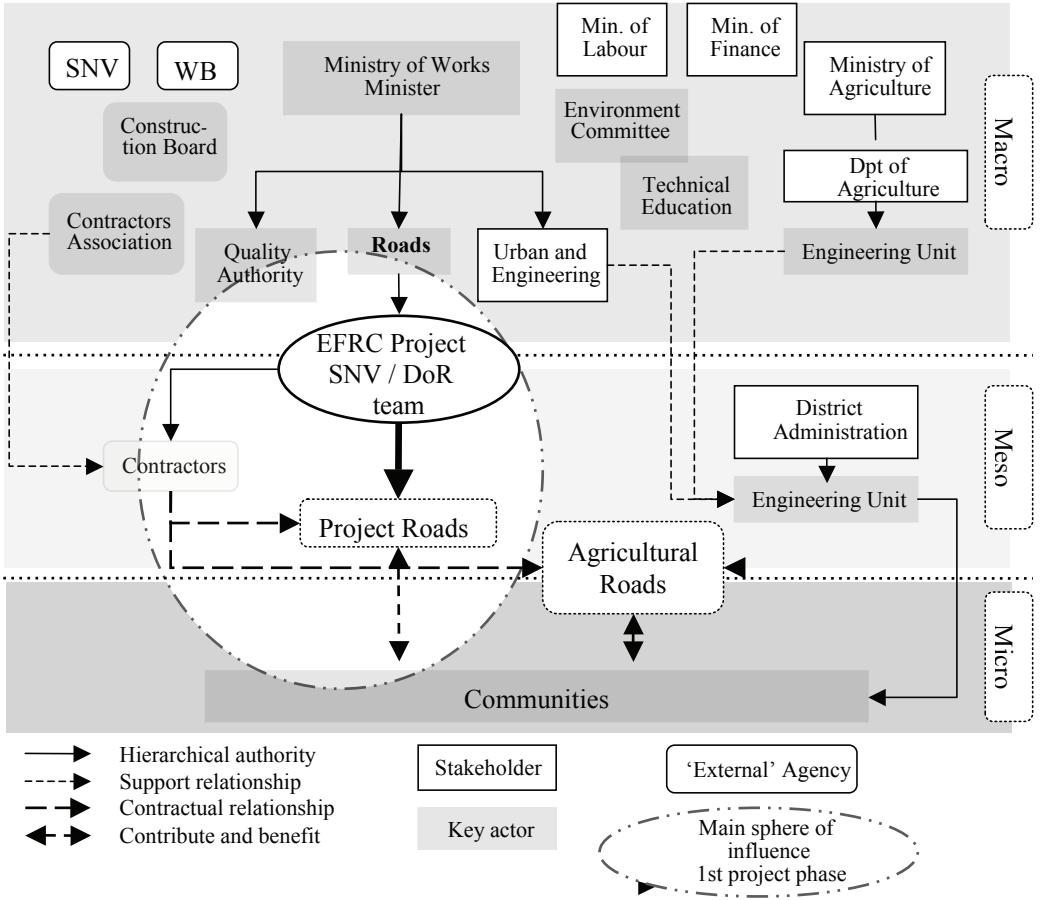 SNV
WB
Ministry of Works
Minister
Min. of
Labour
Min. of
Finance
Ministry of
Agriculture
Construc-
tion Board
Environment
Committee
Macro
Technical
Education
Dpt of
Agriculture
Contractors
Association
Quality
Authority
Roads
Urban and
Engineering
Engineering Unit
EFRC Project
SNV / DoR
team
Contractors
District
Administration
Meso
Engineering Unit
Project Roads
Agricultural
Roads
Micro
Communities
Hierarchical authority
Support relationship
Contractual relationship
Contribute and benefit
Stakeholder
Key actor
‘External’ Agency
Main sphere of
influence
1st project phase